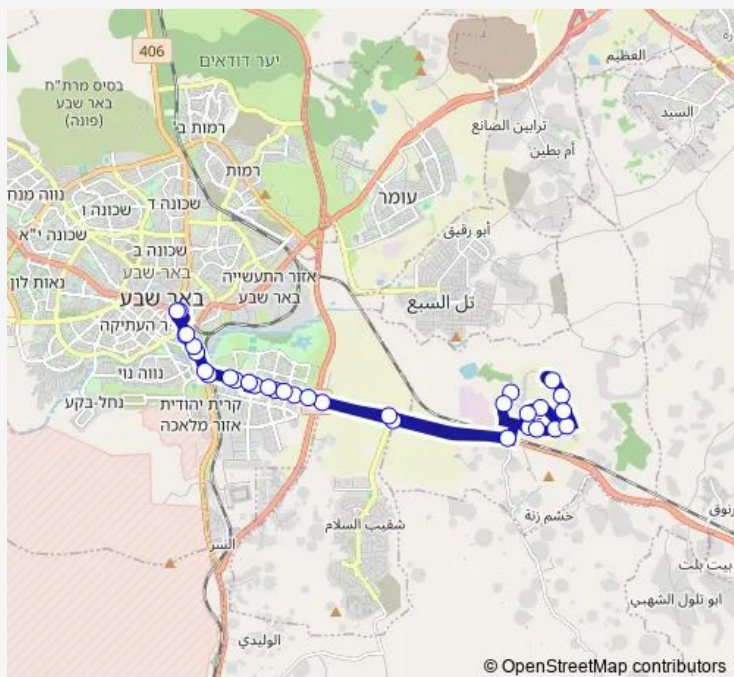 406
יער דודאים
בסיס מרת"ח
באר שבע
(פונה)
רמות ב'
ترابين الصانع
العظيم
السيد
أم بطين
נווה מנח
שכונה ו
שכונה ד
רמות
עומר
שכונה י"א
שכונה ב
أبو رقيق
באר-שבע
אזור התעשייה
באר שבע
נאות לון
تل السبع
באר שבע
ר העתיקה
נווה נוי
נחל-בקע
קרית יהודית
אזור מלאכה
شقيب السلام
خشم زنة
السر
رنوق
بيت بلت
ابو تلول الشهبي
الوليدي
© OpenStreetMap contributors